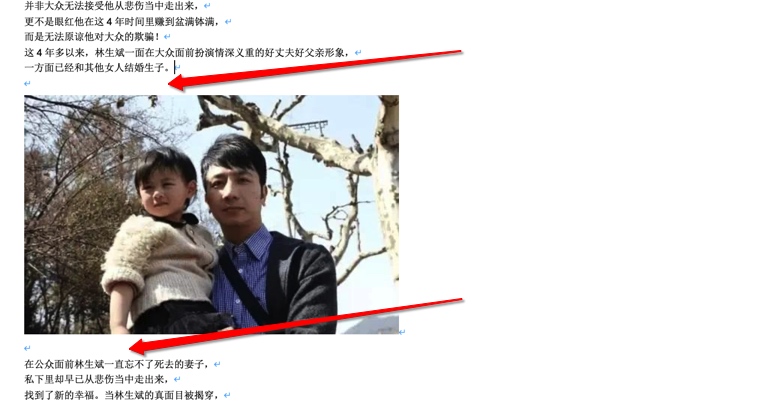 并非大众无法接受他从悲伤当中走出来，
更不是眼红他在这 4 年时间里赚到盆满钵满，
而是无法原谅他对大众的欺骗！
这 4 年多以来，林生斌一面在大众面前扮演情深义重的好丈夫好父亲形象，
一方面已经和其他女人结婚生子。
在公众面前林生斌一直忘不了死去的妻子，
私下里却早已从悲伤当中走出来，
找到了新的幸福。当林生斌的真面目被揭穿，